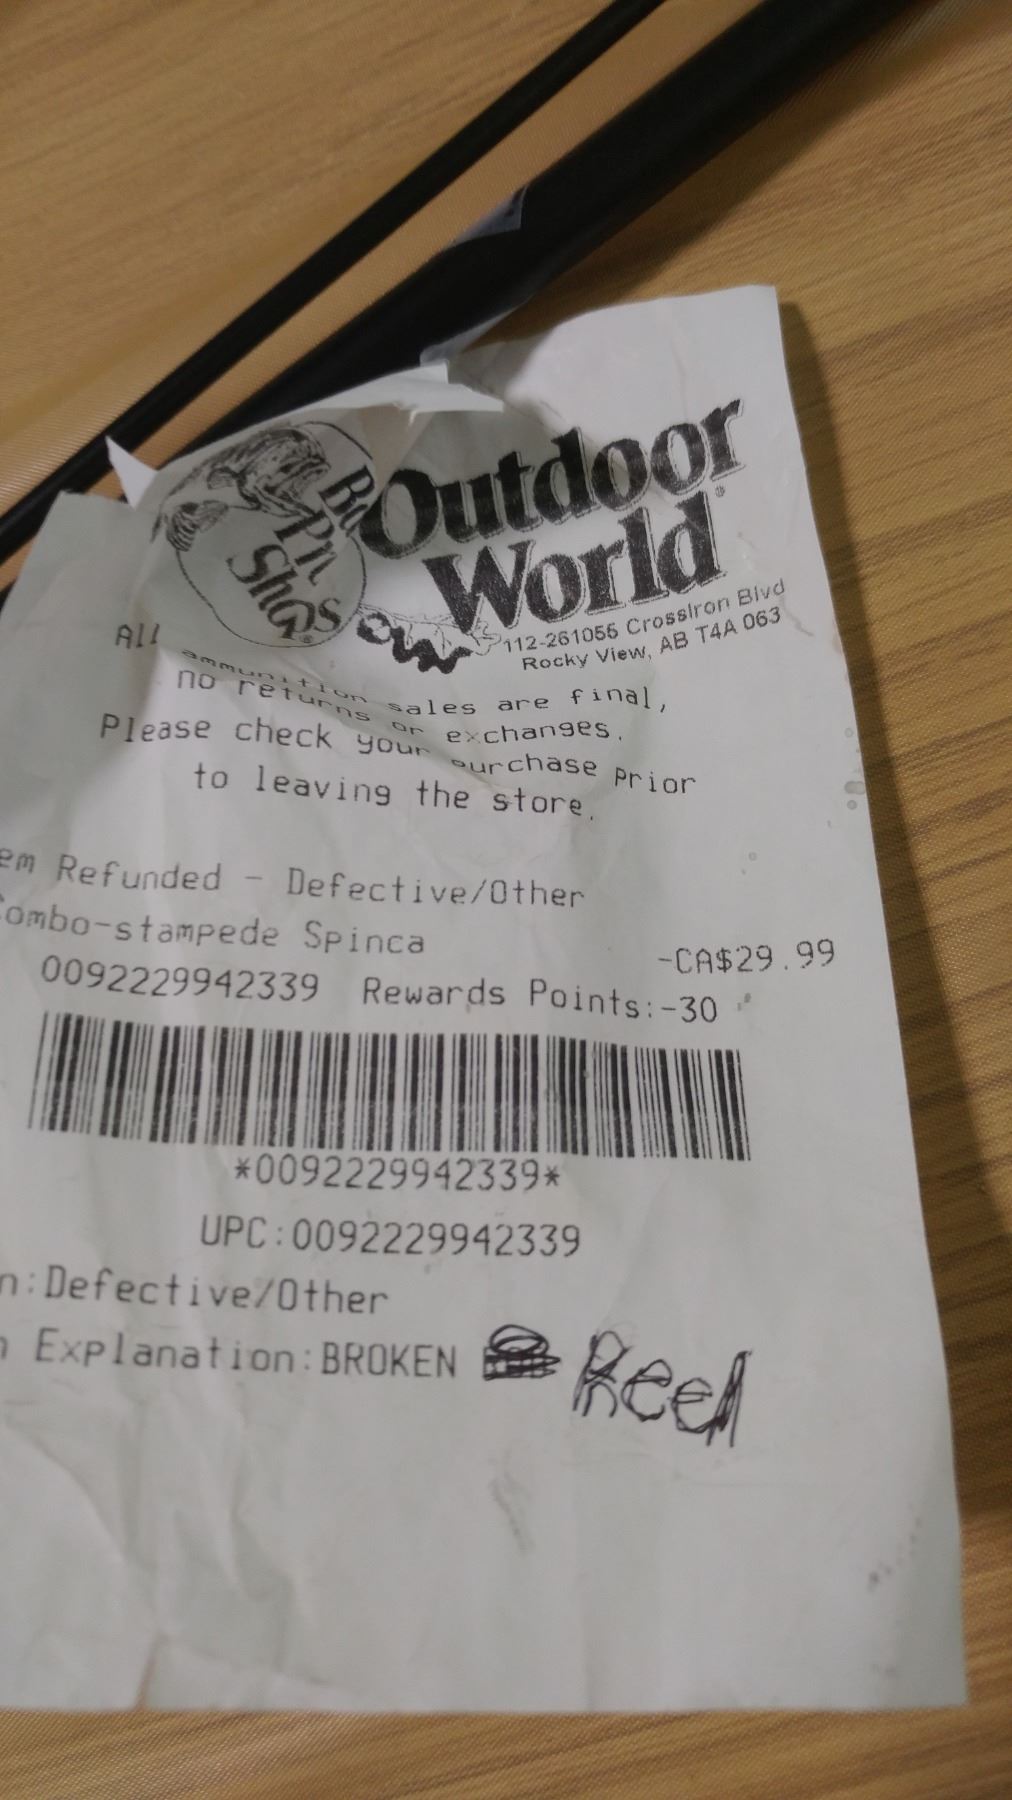 Bass Pro Shops
Outdoor
World®
112-261055 CrossIron Blvd
Rocky View, AB T4A 063
All ammunition sales are final,
no returns or exchanges.
Please check your purchase Prior
to leaving the store.
em Refunded - Defective/Other
Combo-stampede Spinca
-CA$29.99
0092229942339 Rewards Points:-30
*0092229942339*
UPC:0092229942339
n:Defective/Other
n Explanation:BROKEN Reel